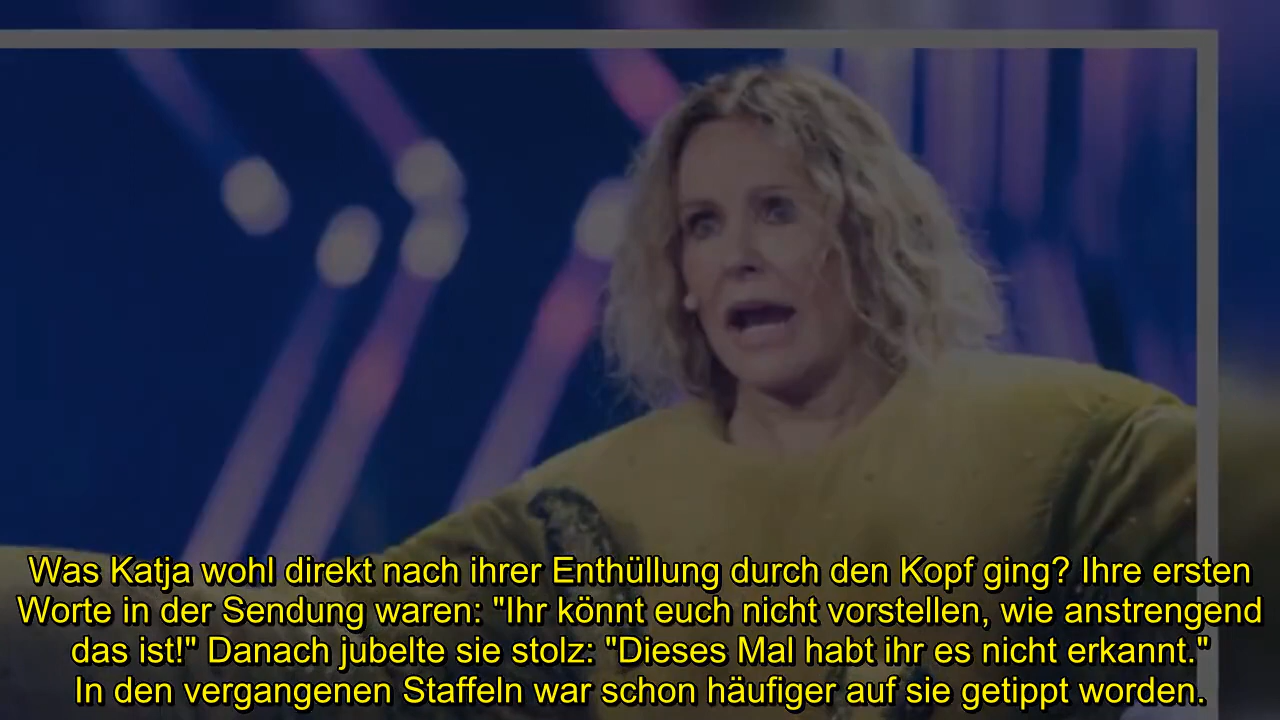 Was Katja wohl direkt nach ihrer Enthüllung durch den Kopf ging? Ihre ersten
Worte in der Sendung waren: "Ihr könnt euch nicht vorstellen, wie anstrengend
das ist!" Danach jubelte sie stolz: "Dieses Mal habt ihr es nicht erkannt."
In den vergangenen Staffeln war schon häufiger auf sie getippt worden.